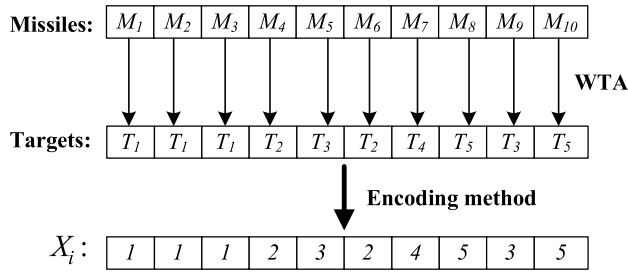 Missiles: M1 M2 M3 M4 M5 M6 M7 M8 M9 M10
WTA
Targets: T1 T1 T1 T2 T3 T2 T4 T5 T3 T5
Encoding method
Xi: 1 1 1 2 3 2 4 5 3 5